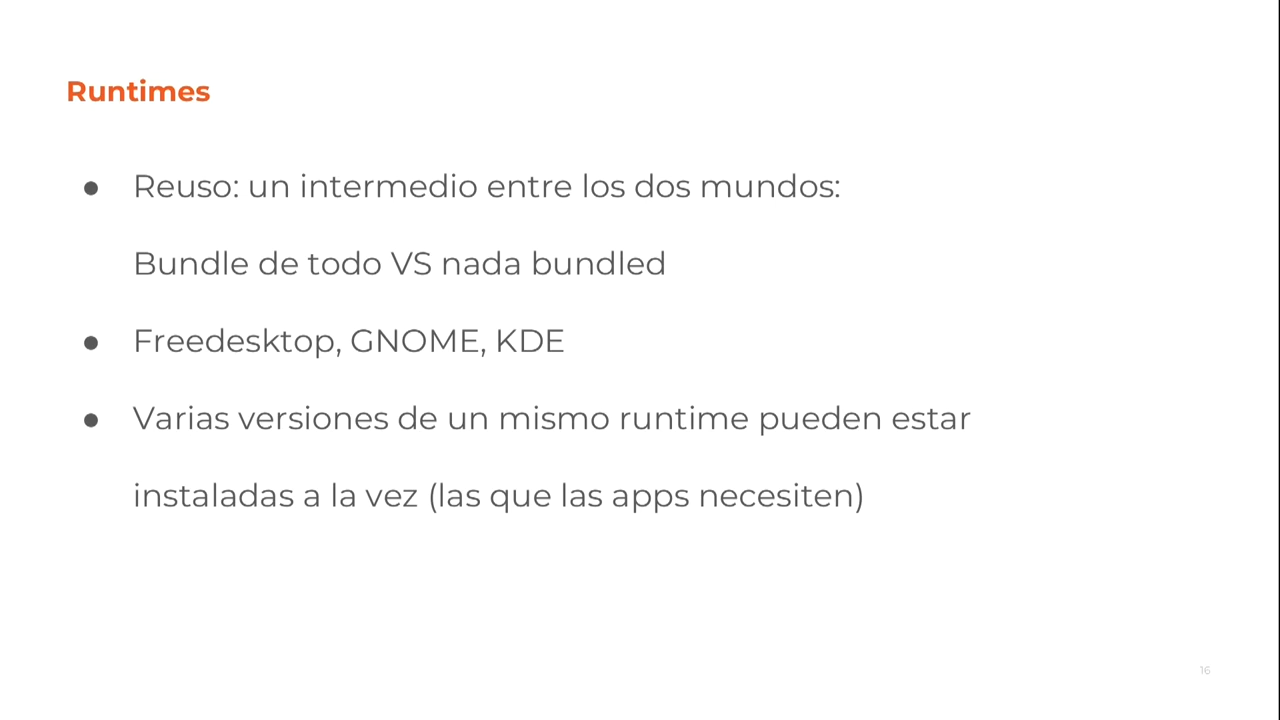 Runtimes
● Reuso: un intermedio entre los dos mundos:
Bundle de todo VS nada bundled
● Freedesktop, GNOME, KDE
● Varias versiones de un mismo runtime pueden estar
instaladas a la vez (las que las apps necesiten)
16